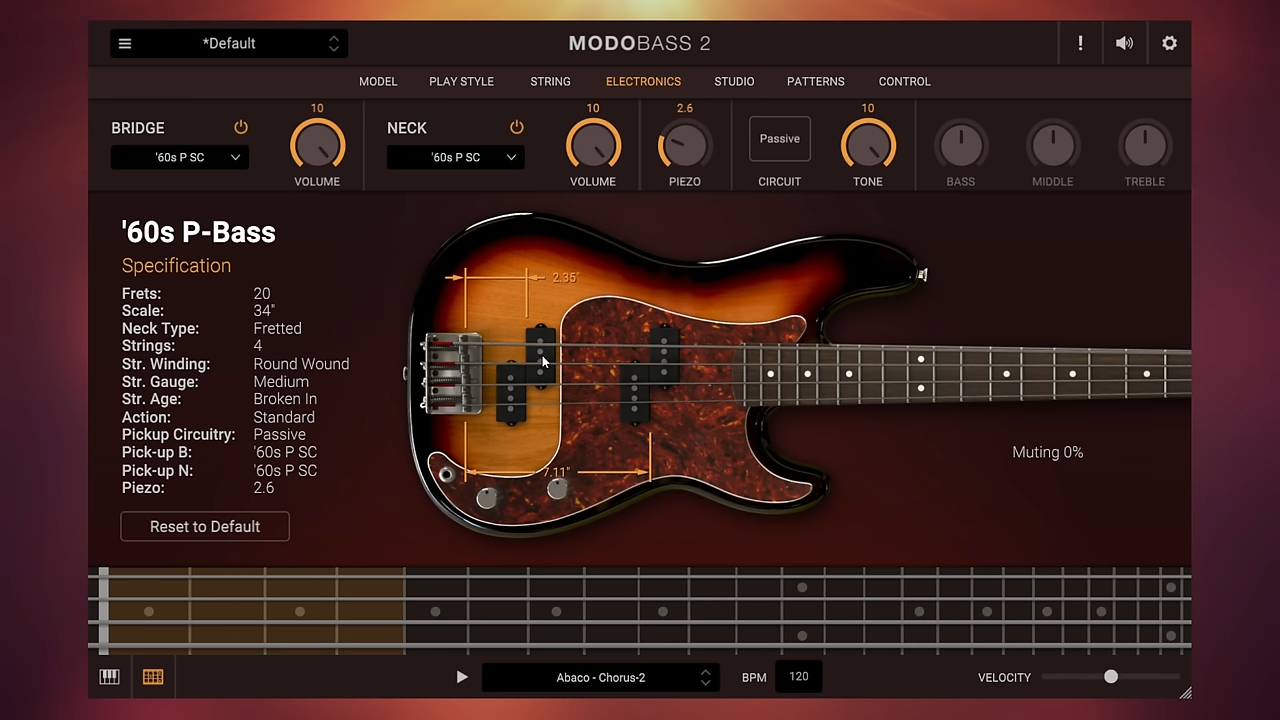 *Default
MODOBASS 2
!
MODEL PLAY STYLE STRING ELECTRONICS STUDIO PATTERNS CONTROL
10 10 2.6 10
BRIDGE NECK
Passive
'60s P SC '60s P SC
VOLUME VOLUME PIEZO CIRCUIT TONE BASS MIDDLE TREBLE
'60s P-Bass
Specification
Frets: 20
Scale: 34"
Neck Type: Fretted
Strings: 4
Str. Winding: Round Wound
Str. Gauge: Medium
Str. Age: Broken In
Action: Standard
Pickup Circuitry: Passive
Pick-up B: '60s P SC
Pick-up N: '60s P SC
Piezo: 2.6
Reset to Default
2.35"
7.11"
Muting 0%
Abaco - Chorus-2 BPM 120 VELOCITY